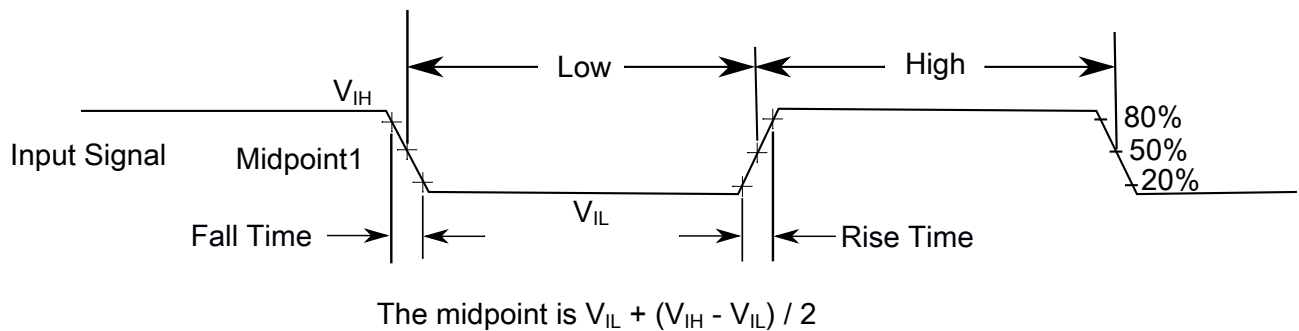 Low
High
V_IH
80%
Input Signal
Midpoint1
50%
20%
V_IL
Fall Time
Rise Time
The midpoint is V_IL + (V_IH - V_IL) / 2